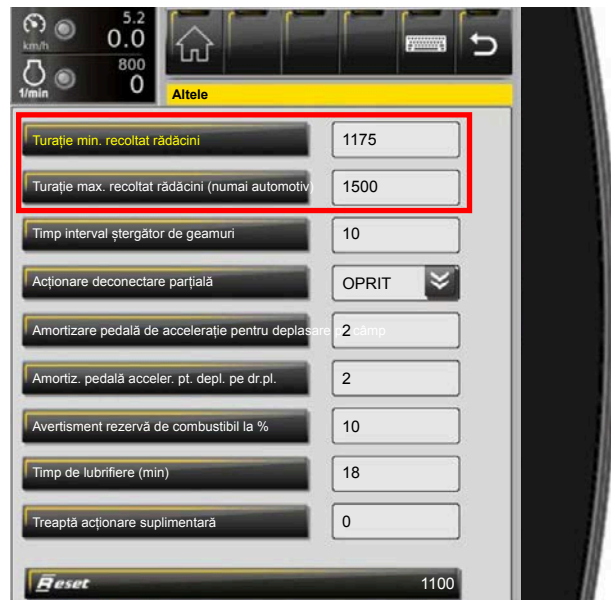 5.2
km/h 0.0
800
1/min 0
Altele
Turație min. recoltat rădăcini 1175
Turație max. recoltat rădăcini (numai automotiv) 1500
Timp interval ștergător de geamuri 10
Acționare deconectare parțială OPRIT
Amortizare pedală de accelerație pentru deplasare pe câmp 2
Amortiz. pedală acceler. pt. depl. pe dr.pl. 2
Avertisment rezervă de combustibil la % 10
Timp de lubrifiere (min) 18
Treaptă acționare suplimentară 0
Reset 1100